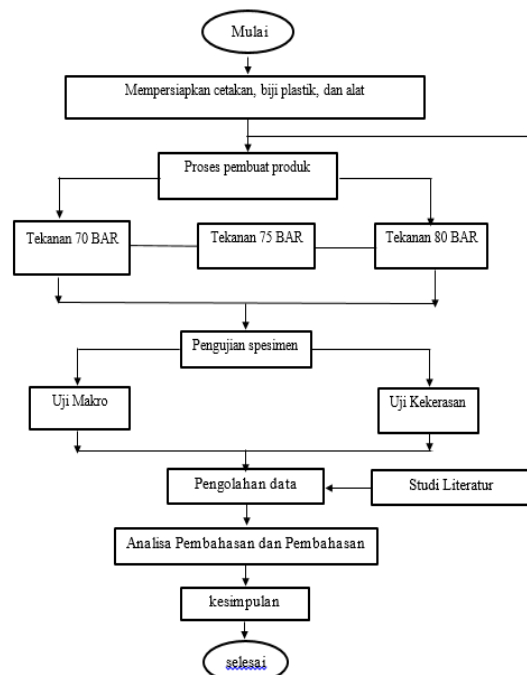 Mulai
Mempersiapkan cetakan, biji plastik, dan alat
Proses pembuat produk
Tekanan 70 BAR
Tekanan 75 BAR
Tekanan 80 BAR
Pengujian spesimen
Uji Makro
Uji Kekerasan
Pengolahan data
Studi Literatur
Analisa Pembahasan dan Pembahasan
kesimpulan
selesai